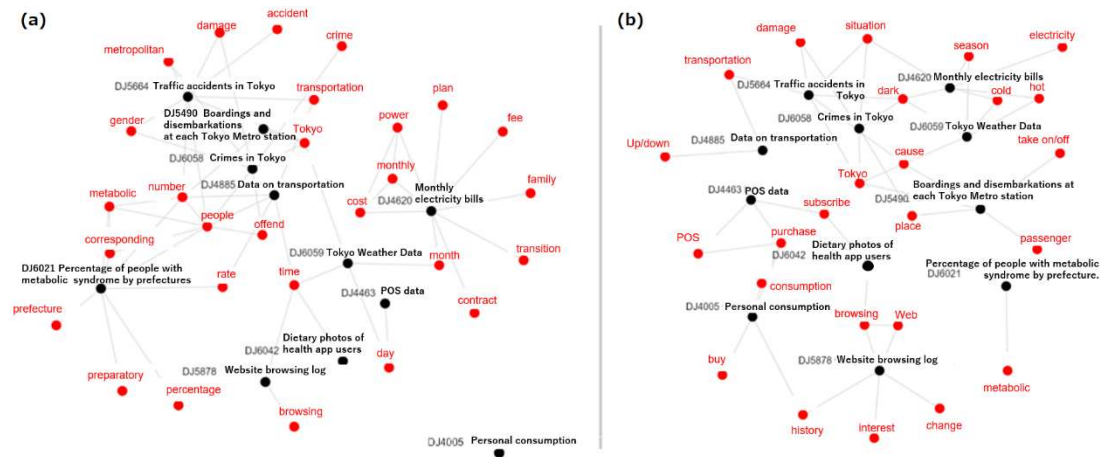 (a)
damage
accident
metropolitan
crime
DJ5664 Traffic accidents in Tokyo
plan
transportation
DJ5490 Boardings and
disembarkations
at each Tokyo Metro station
power
fee
gender
Tokyo
DJ6058 Crimes in Tokyo
monthly
DJ4885 Data on transportation
Monthly
DJ4620 electricity bills
family
metabolic
number
cost
people
offend
corresponding
DJ6059 Tokyo Weather Data
transition
month
DJ6021 Percentage of people with
metabolic syndrome by prefectures
rate
time
DJ4463 POS data
contract
prefecture
Dietary photos of
DJ6042 health app users
day
DJ5878 Website browsing log
preparatory
percentage
browsing
DJ4005 Personal consumption
(b)
damage
situation
season
electricity
transportation
DJ4620 Monthly electricity bills
DJ5664 Traffic accidents in
Tokyo
dark
cold
hot
DJ6058 Crimes in Tokyo
DJ6059 Tokyo Weather Data
DJ4885 Data on transportation
take on/off
Up/down
cause
Tokyo
DJ4463 POS data
Boardings and disembarkations at
DJ5490 each Tokyo Metro station
subscribe
place
POS
purchase
passenger
DJ6042 Dietary photos of
health app users
Percentage of people with metabolic
DJ6021 syndrome by prefecture.
consumption
DJ4005 Personal consumption
browsing
Web
DJ5878 Website browsing log
buy
metabolic
history
interest
change